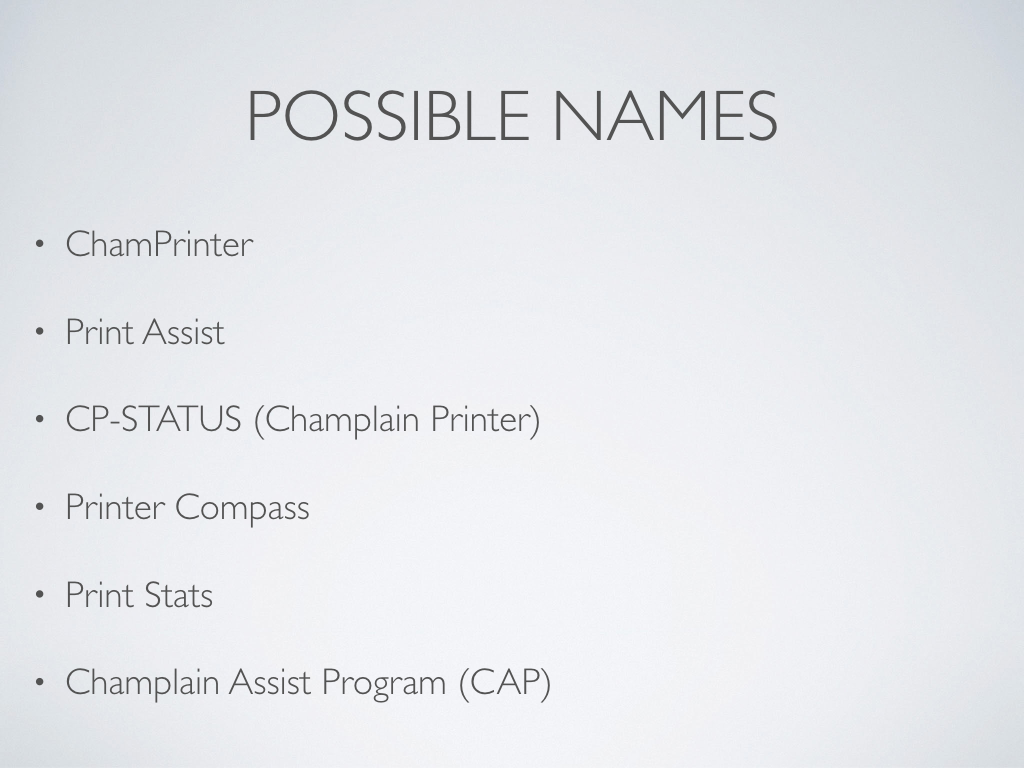 POSSIBLE NAMES
• ChamPrinter
• Print Assist
• CP-STATUS (Champlain Printer)
• Printer Compass
• Print Stats
• Champlain Assist Program (CAP)